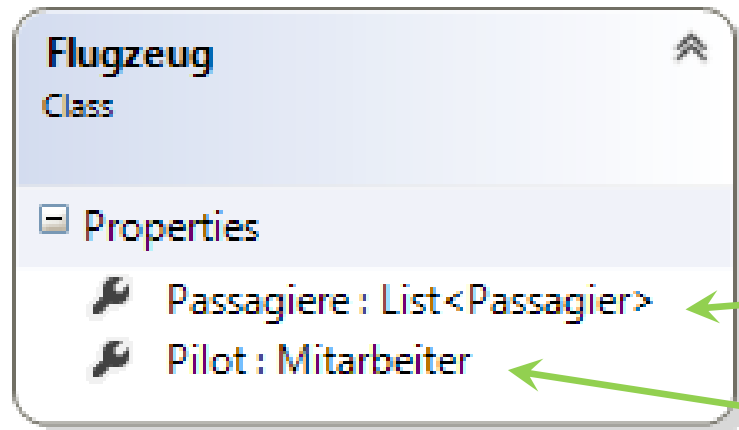 Flugzeug
Class
Properties
Passagiere : List<Passagier>
Pilot : Mitarbeiter